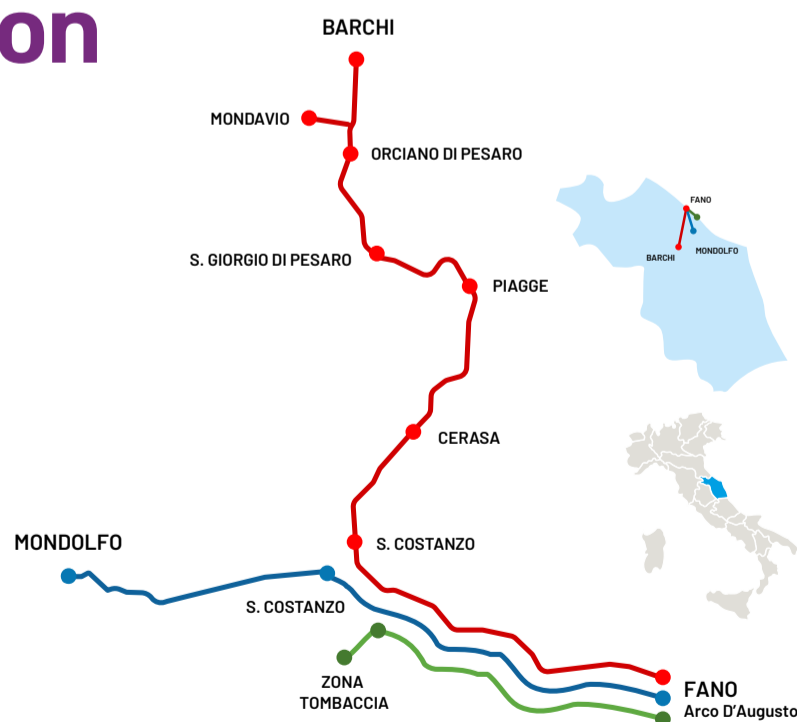 on
BARCHI
MONDAVIO
ORCIANO DI PESARO
FANO
BARCHI
MONDOLFO
S. GIORGIO DI PESARO
PIAGGE
CERASA
MONDOLFO
S. COSTANZO
S. COSTANZO
ZONA
TOMBACCIA
FANO
Arco D'Augusto